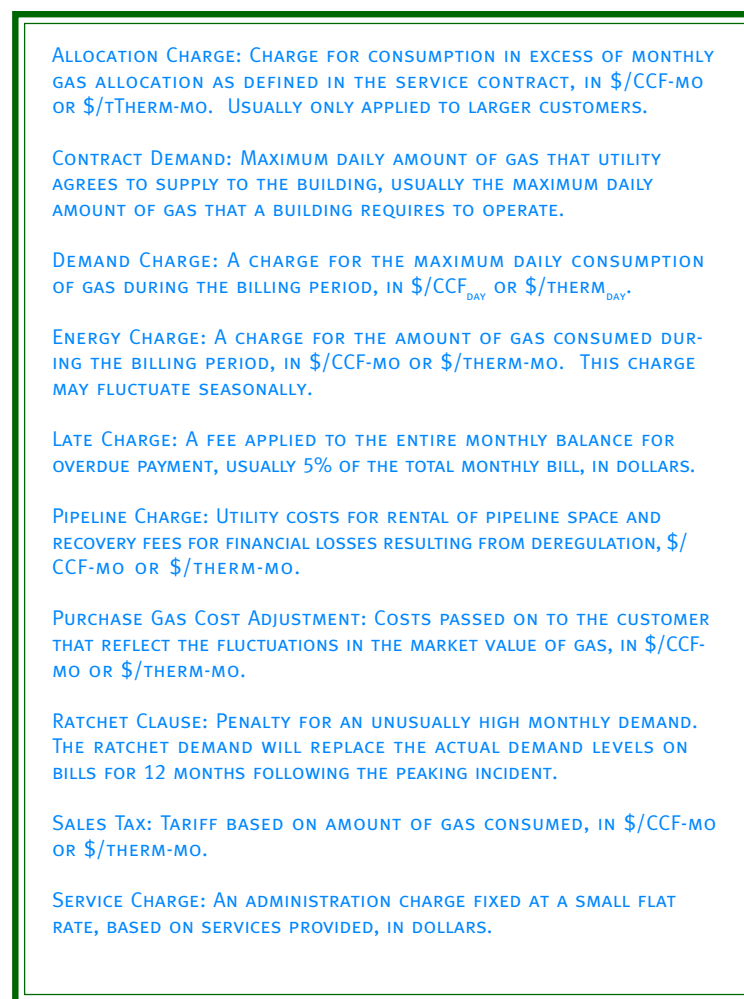 Allocation Charge: Charge for consumption in excess of monthly
gas allocation as defined in the service contract, in $/CCF-mo
or $/tTherm-mo.  Usually only applied to larger customers.
Contract Demand: Maximum daily amount of gas that utility
agrees to supply to the building, usually the maximum daily
amount of gas that a building requires to operate.
Demand Charge: A charge for the maximum daily consumption
of gas during the billing period, in $/CCFday or $/thermday.
Energy Charge: A charge for the amount of gas consumed dur-
ing the billing period, in $/CCF-mo or $/therm-mo.  This charge
may fluctuate seasonally.
Late Charge: A fee applied to the entire monthly balance for
overdue payment, usually 5% of the total monthly bill, in dollars.
Pipeline Charge: Utility costs for rental of pipeline space and
recovery fees for financial losses resulting from deregulation, $/
CCF-mo or $/therm-mo.
Purchase Gas Cost Adjustment: Costs passed on to the customer
that reflect the fluctuations in the market value of gas, in $/CCF-
mo or $/therm-mo.
Ratchet Clause: Penalty for an unusually high monthly demand.
The ratchet demand will replace the actual demand levels on
bills for 12 months following the peaking incident.
Sales Tax: Tariff based on amount of gas consumed, in $/CCF-mo
or $/therm-mo.
Service Charge: An administration charge fixed at a small flat
rate, based on services provided, in dollars.